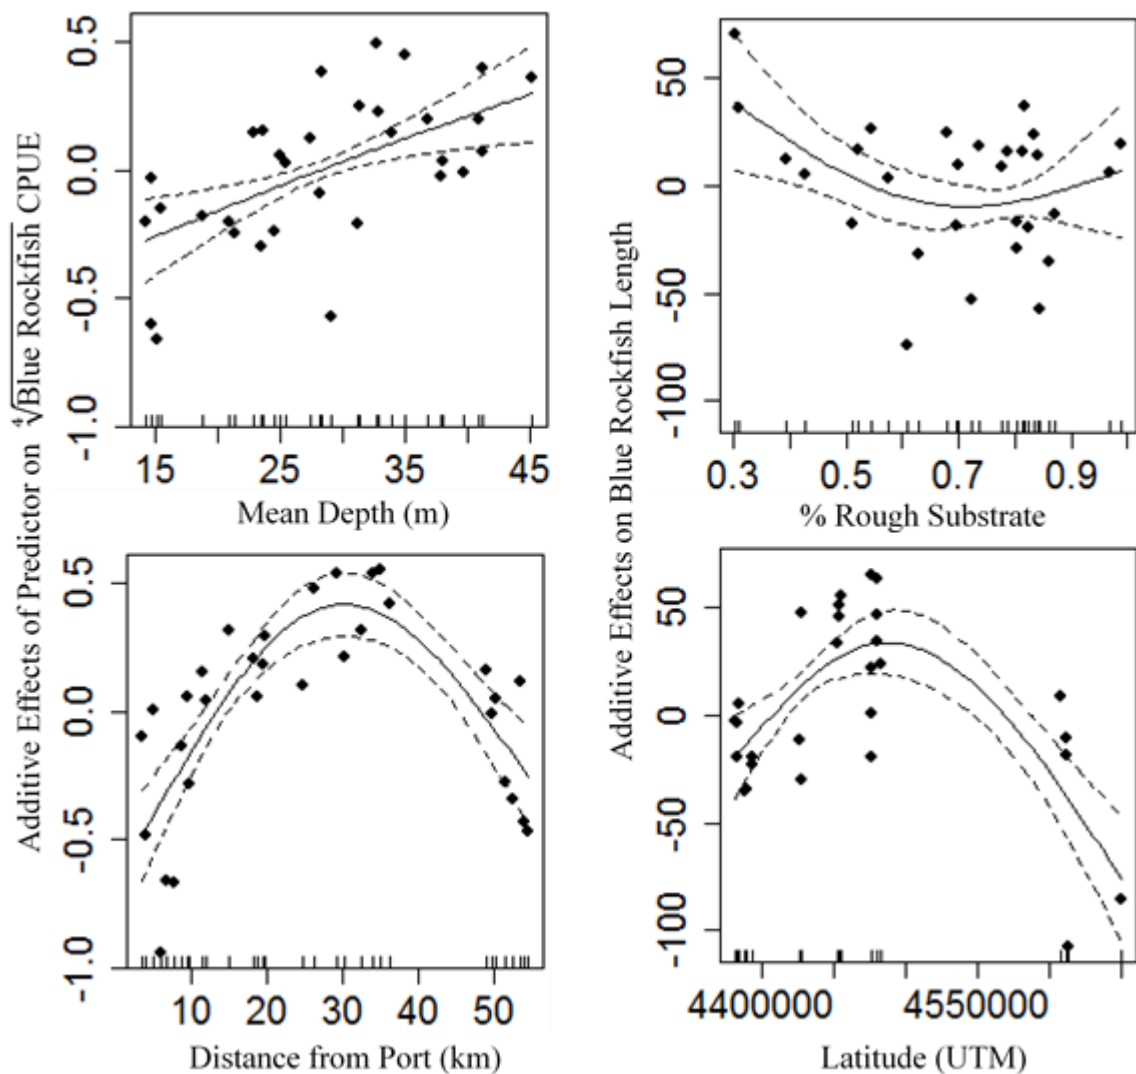 Additive Effects of Predictor on ∜Blue Rockfish CPUE
0.5
0.0
-0.5
-1.0
15 25 35 45
Mean Depth (m)
Additive Effects on Blue Rockfish Length
50
0
-50
-100
0.3 0.5 0.7 0.9
% Rough Substrate
0.5
0.0
-0.5
-1.0
10 20 30 40 50
Distance from Port (km)
50
0
-50
-100
4400000 4550000
Latitude (UTM)